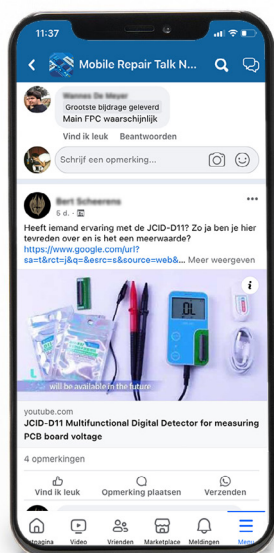 11:37
Mobile Repair Talk N...
Grootste bijdrage geleverd
Main FPC waarschijnlijk
Vind ik leuk Beantwoorden
Schrijf een opmerking...
5 d.
Heeft iemand ervaring met de JCID-D11? Zo ja ben je hier
tevreden over en is het een meerwaarde?
https://www.google.com/url?
sa=t&rct=j&q=&esrc=s&source=web&... Meer weergeven
DL
will be available in the future
youtube.com
JCID-D11 Multifunctional Digital Detector for measuring
PCB board voltage
4 opmerkingen
Vind ik leuk Opmerking plaatsen Verzenden
Video Vrienden Marketplace Meldingen Menu